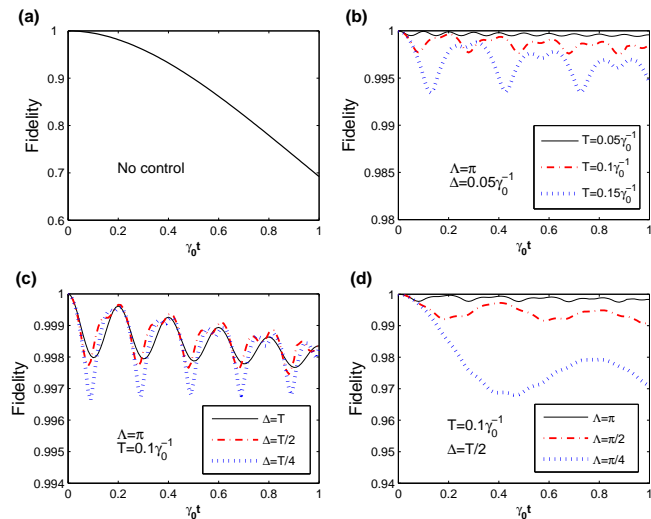 (a)
1
0.9
0.8
0.7
0.6
Fidelity
No control
0
0.2
0.4
0.6
0.8
1
γ₀t
(b)
1
0.995
0.985
0.98
Fidelity
Λ=π
Δ=0.05γ₀⁻¹
T=0.05γ₀⁻¹
T=0.1γ₀⁻¹
T=0.15γ₀⁻¹
0
0.2
0.4
0.6
0.8
1
γ₀t
(c)
1
0.999
0.998
0.997
0.996
0.995
0.994
Fidelity
Λ=π
T=0.1γ₀⁻¹
Δ=T
Δ=T/2
Δ=T/4
0
0.2
0.4
0.6
0.8
1
γ₀t
(d)
1
0.99
0.98
0.97
0.96
0.95
0.94
Fidelity
T=0.1γ₀⁻¹
Δ=T/2
Λ=π
Λ=π/2
Λ=π/4
0
0.2
0.4
0.6
0.8
1
γ₀t